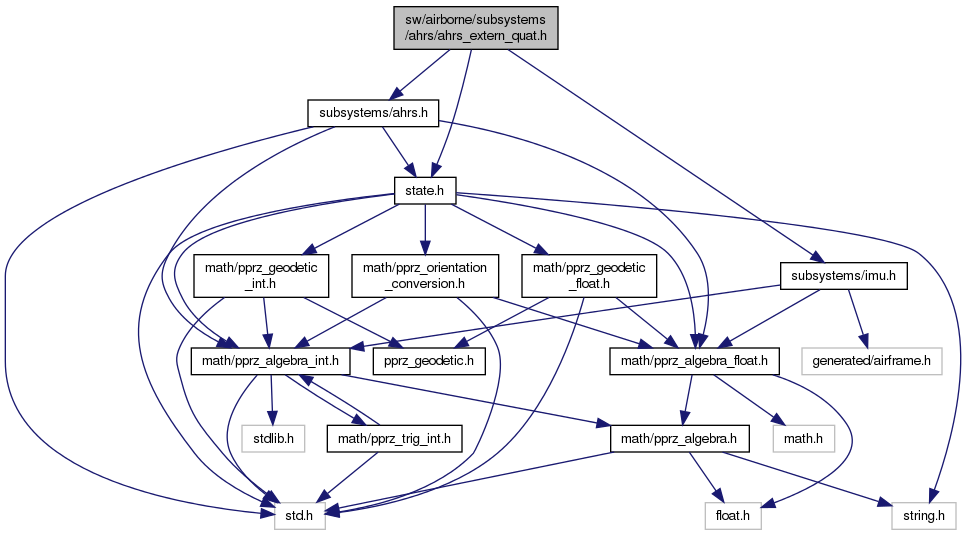 sw/airborne/subsystems
/ahrs/ahrs_extern_quat.h
subsystems/ahrs.h
state.h
math/pprz_geodetic
_int.h
math/pprz_orientation
_conversion.h
math/pprz_geodetic
_float.h
subsystems/imu.h
math/pprz_algebra_int.h
pprz_geodetic.h
math/pprz_algebra_float.h
generated/airframe.h
stdlib.h
math/pprz_trig_int.h
math/pprz_algebra.h
math.h
std.h
float.h
string.h